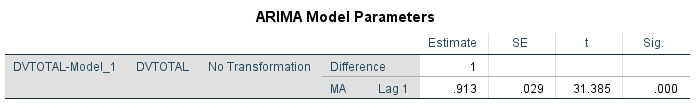 ARIMA Model Parameters
Estimate SE t Sig.
DVTOTAL-Model_1 DVTOTAL No Transformation Difference 1
MA Lag 1 .913 .029 31.385 .000